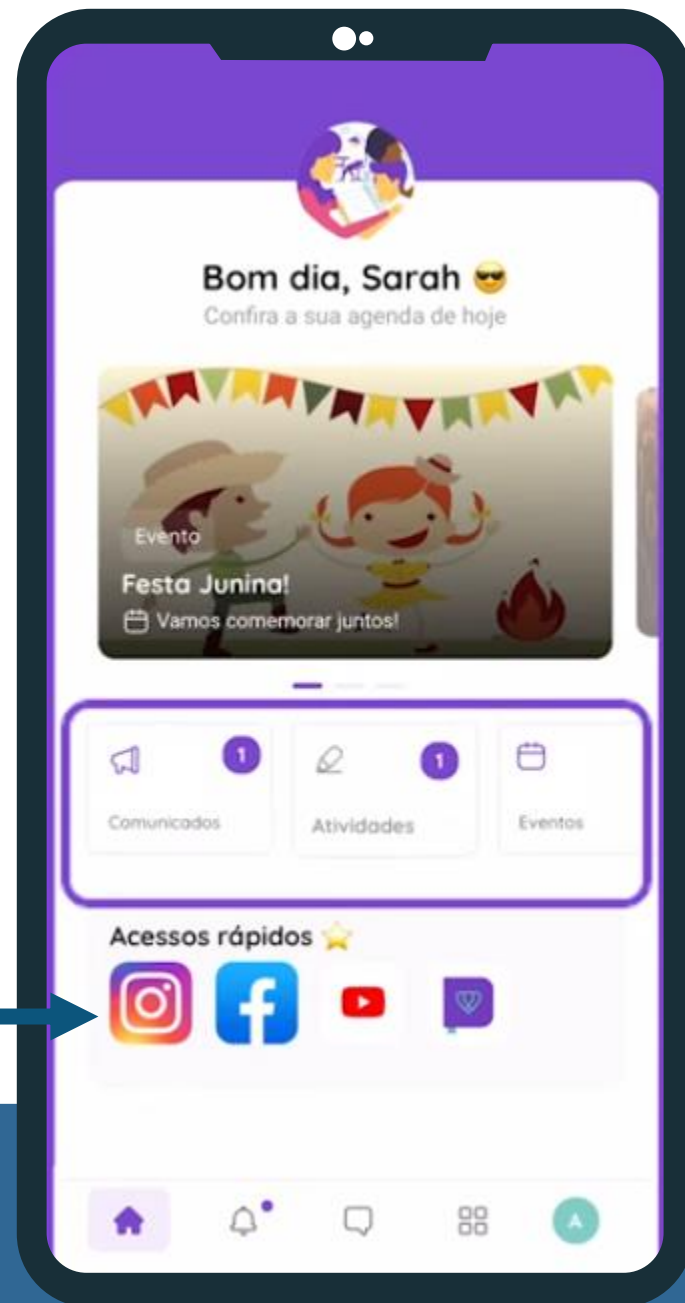 Bom dia, Sarah 😎
Confira a sua agenda de hoje
Evento
Festa Junina!
Vamos comemorar juntos!
1
1
Comunicados
Atividades
Eventos
Acessos rápidos ⭐
A